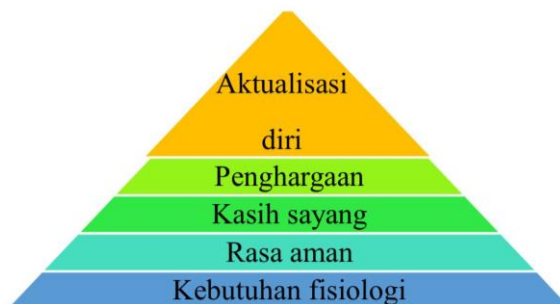 Aktualisasi
diri
Penghargaan
Kasih sayang
Rasa aman
Kebutuhan fisiologi